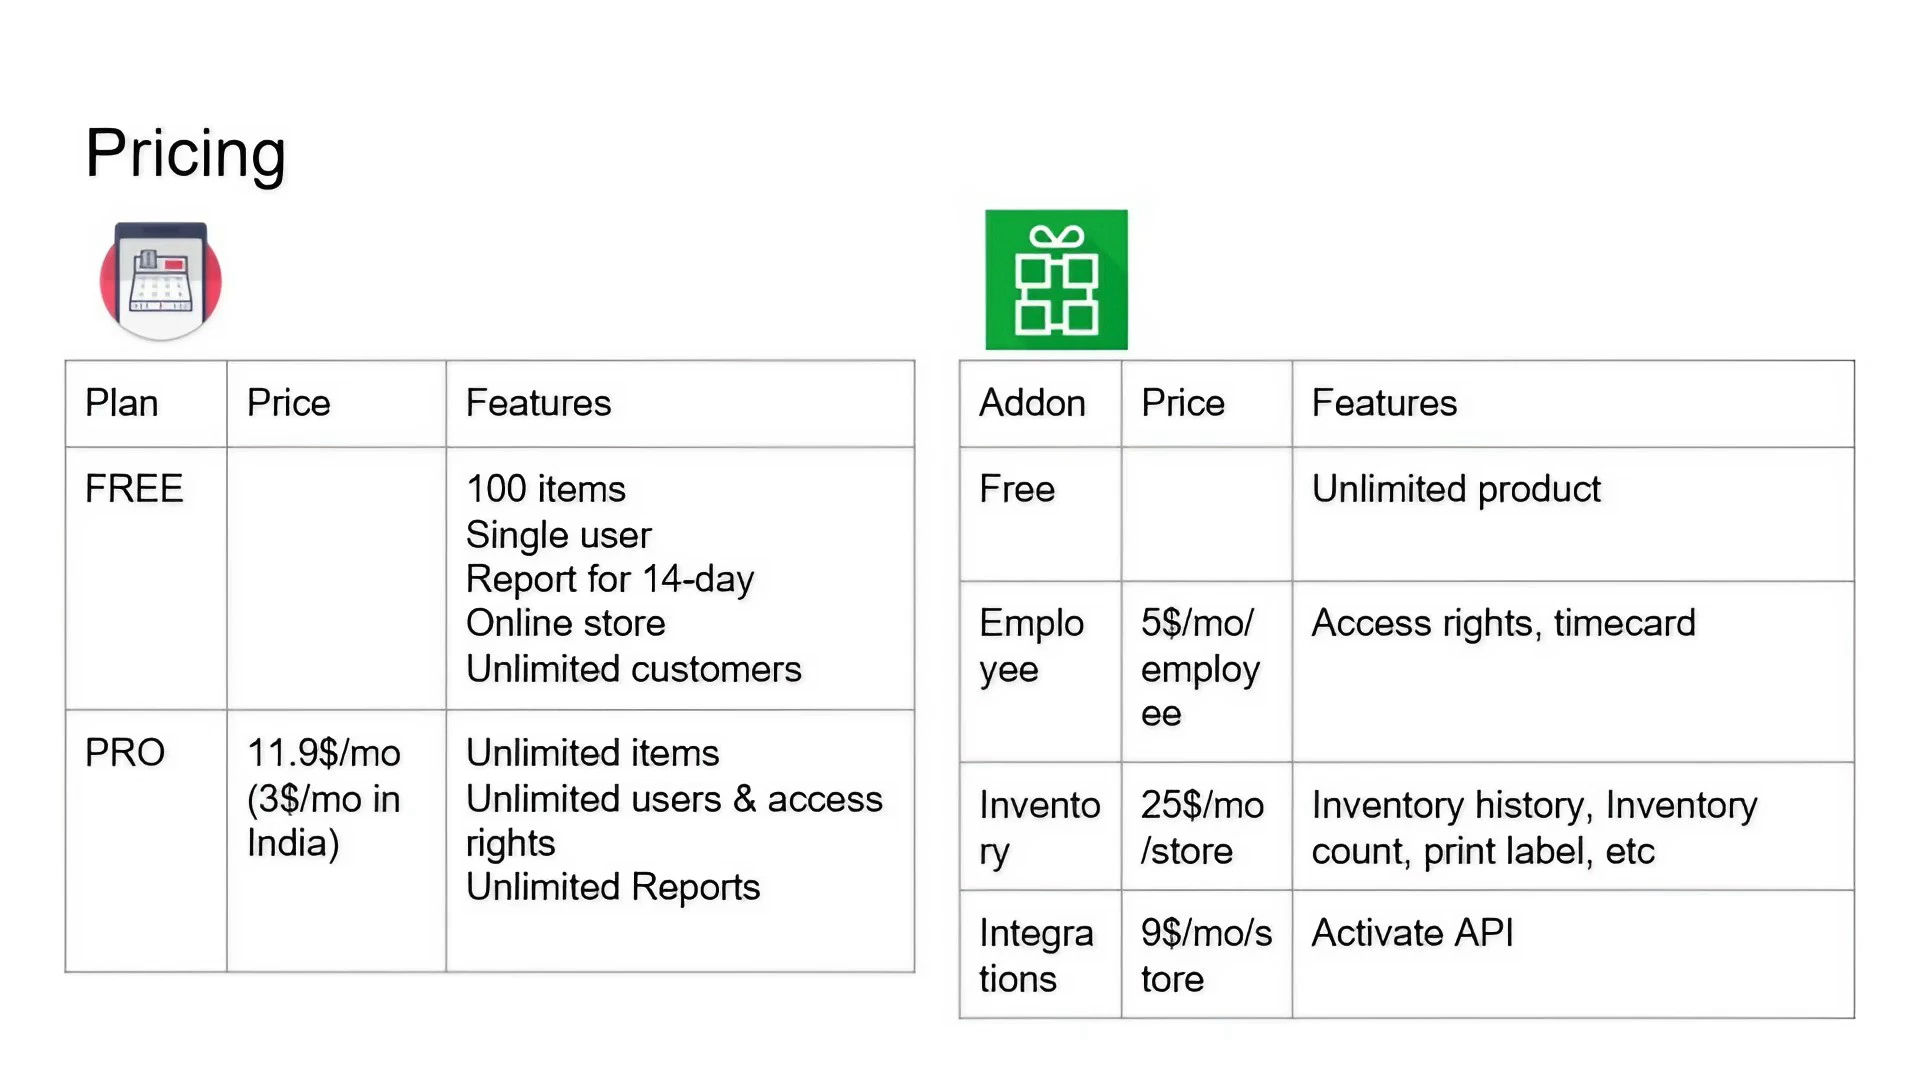 Pricing
Plan
Price
Features
FREE
100 items
Single user
Report for 14-day
Online store
Unlimited customers
PRO
11.9$/mo
(3$/mo in
India)
Unlimited items
Unlimited users & access
rights
Unlimited Reports
Addon
Price
Features
Free
Unlimited product
Emplo
yee
5$/mo/
employ
ee
Access rights, timecard
Invento
ry
25$/mo
/store
Inventory history, Inventory
count, print label, etc
Integra
tions
9$/mo/s
tore
Activate API